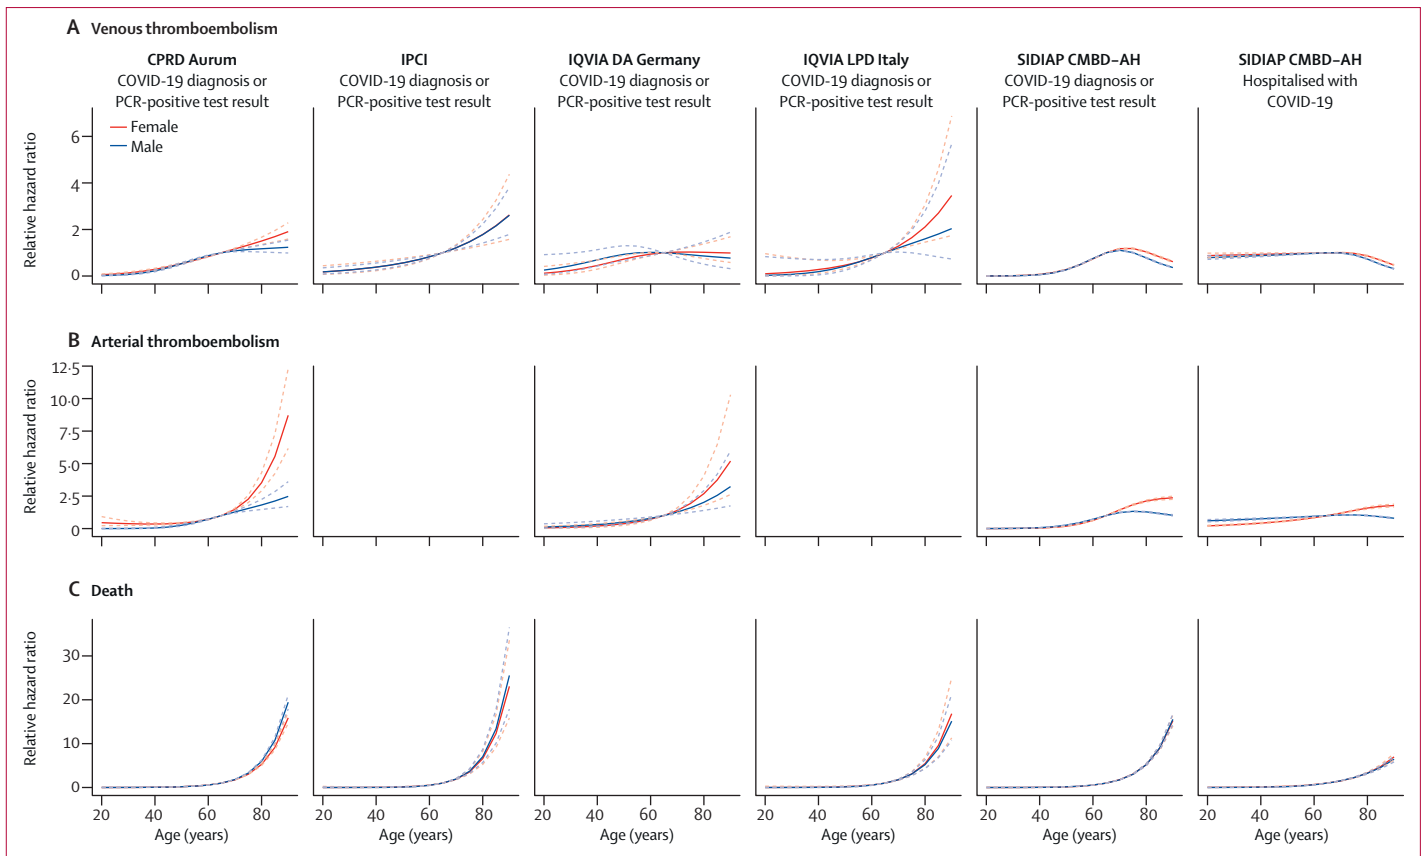 A Venous thromboembolism
CPRD Aurum
COVID-19 diagnosis or
PCR-positive test result
IPCI
COVID-19 diagnosis or
PCR-positive test result
IQVIA DA Germany
COVID-19 diagnosis or
PCR-positive test result
IQVIA LPD Italy
COVID-19 diagnosis or
PCR-positive test result
SIDIAP CMBD–AH
COVID-19 diagnosis or
PCR-positive test result
SIDIAP CMBD–AH
Hospitalised with
COVID-19
Female
Male
Relative hazard ratio
6
4
2
0
B Arterial thromboembolism
Relative hazard ratio
12·5
10·0
7·5
5·0
2·5
0
C Death
Relative hazard ratio
30
20
10
0
20 40 60 80
Age (years)
20 40 60 80
Age (years)
20 40 60 80
Age (years)
20 40 60 80
Age (years)
20 40 60 80
Age (years)
20 40 60 80
Age (years)